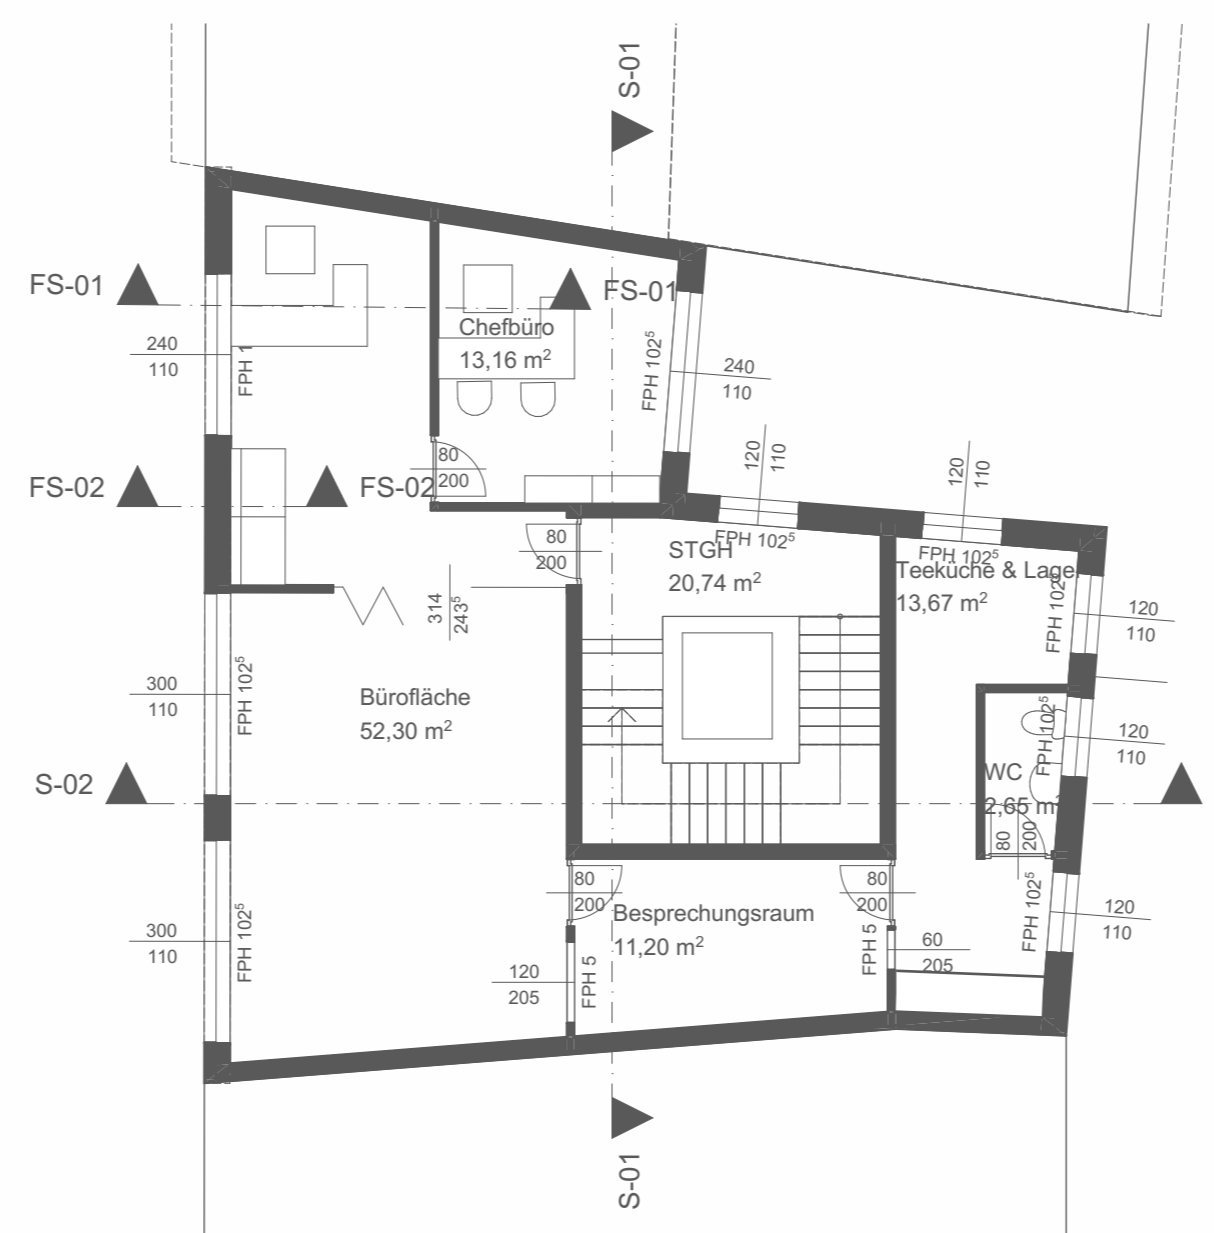 S-01
FS-01
FS-01
240
110
FPH 1
Chefbüro
13,16 m²
FPH 102⁵
240
110
120
110
120
110
80
200
FS-02
FS-02
80
200
STGH
20,74 m²
FPH 102⁵
FPH 102⁵
Teeküche & Lage
13,67 m²
FPH 102⁵
120
110
314
243⁵
300
110
FPH 102⁵
Bürofläche
52,30 m²
FPH 102⁵
120
110
S-02
WC
2,65 m²
80
200
80
200
80
200
Besprechungsraum
11,20 m²
FPH 102⁵
120
110
300
110
FPH 102⁵
120
205
FPH 5
FPH 5
60
205
S-01